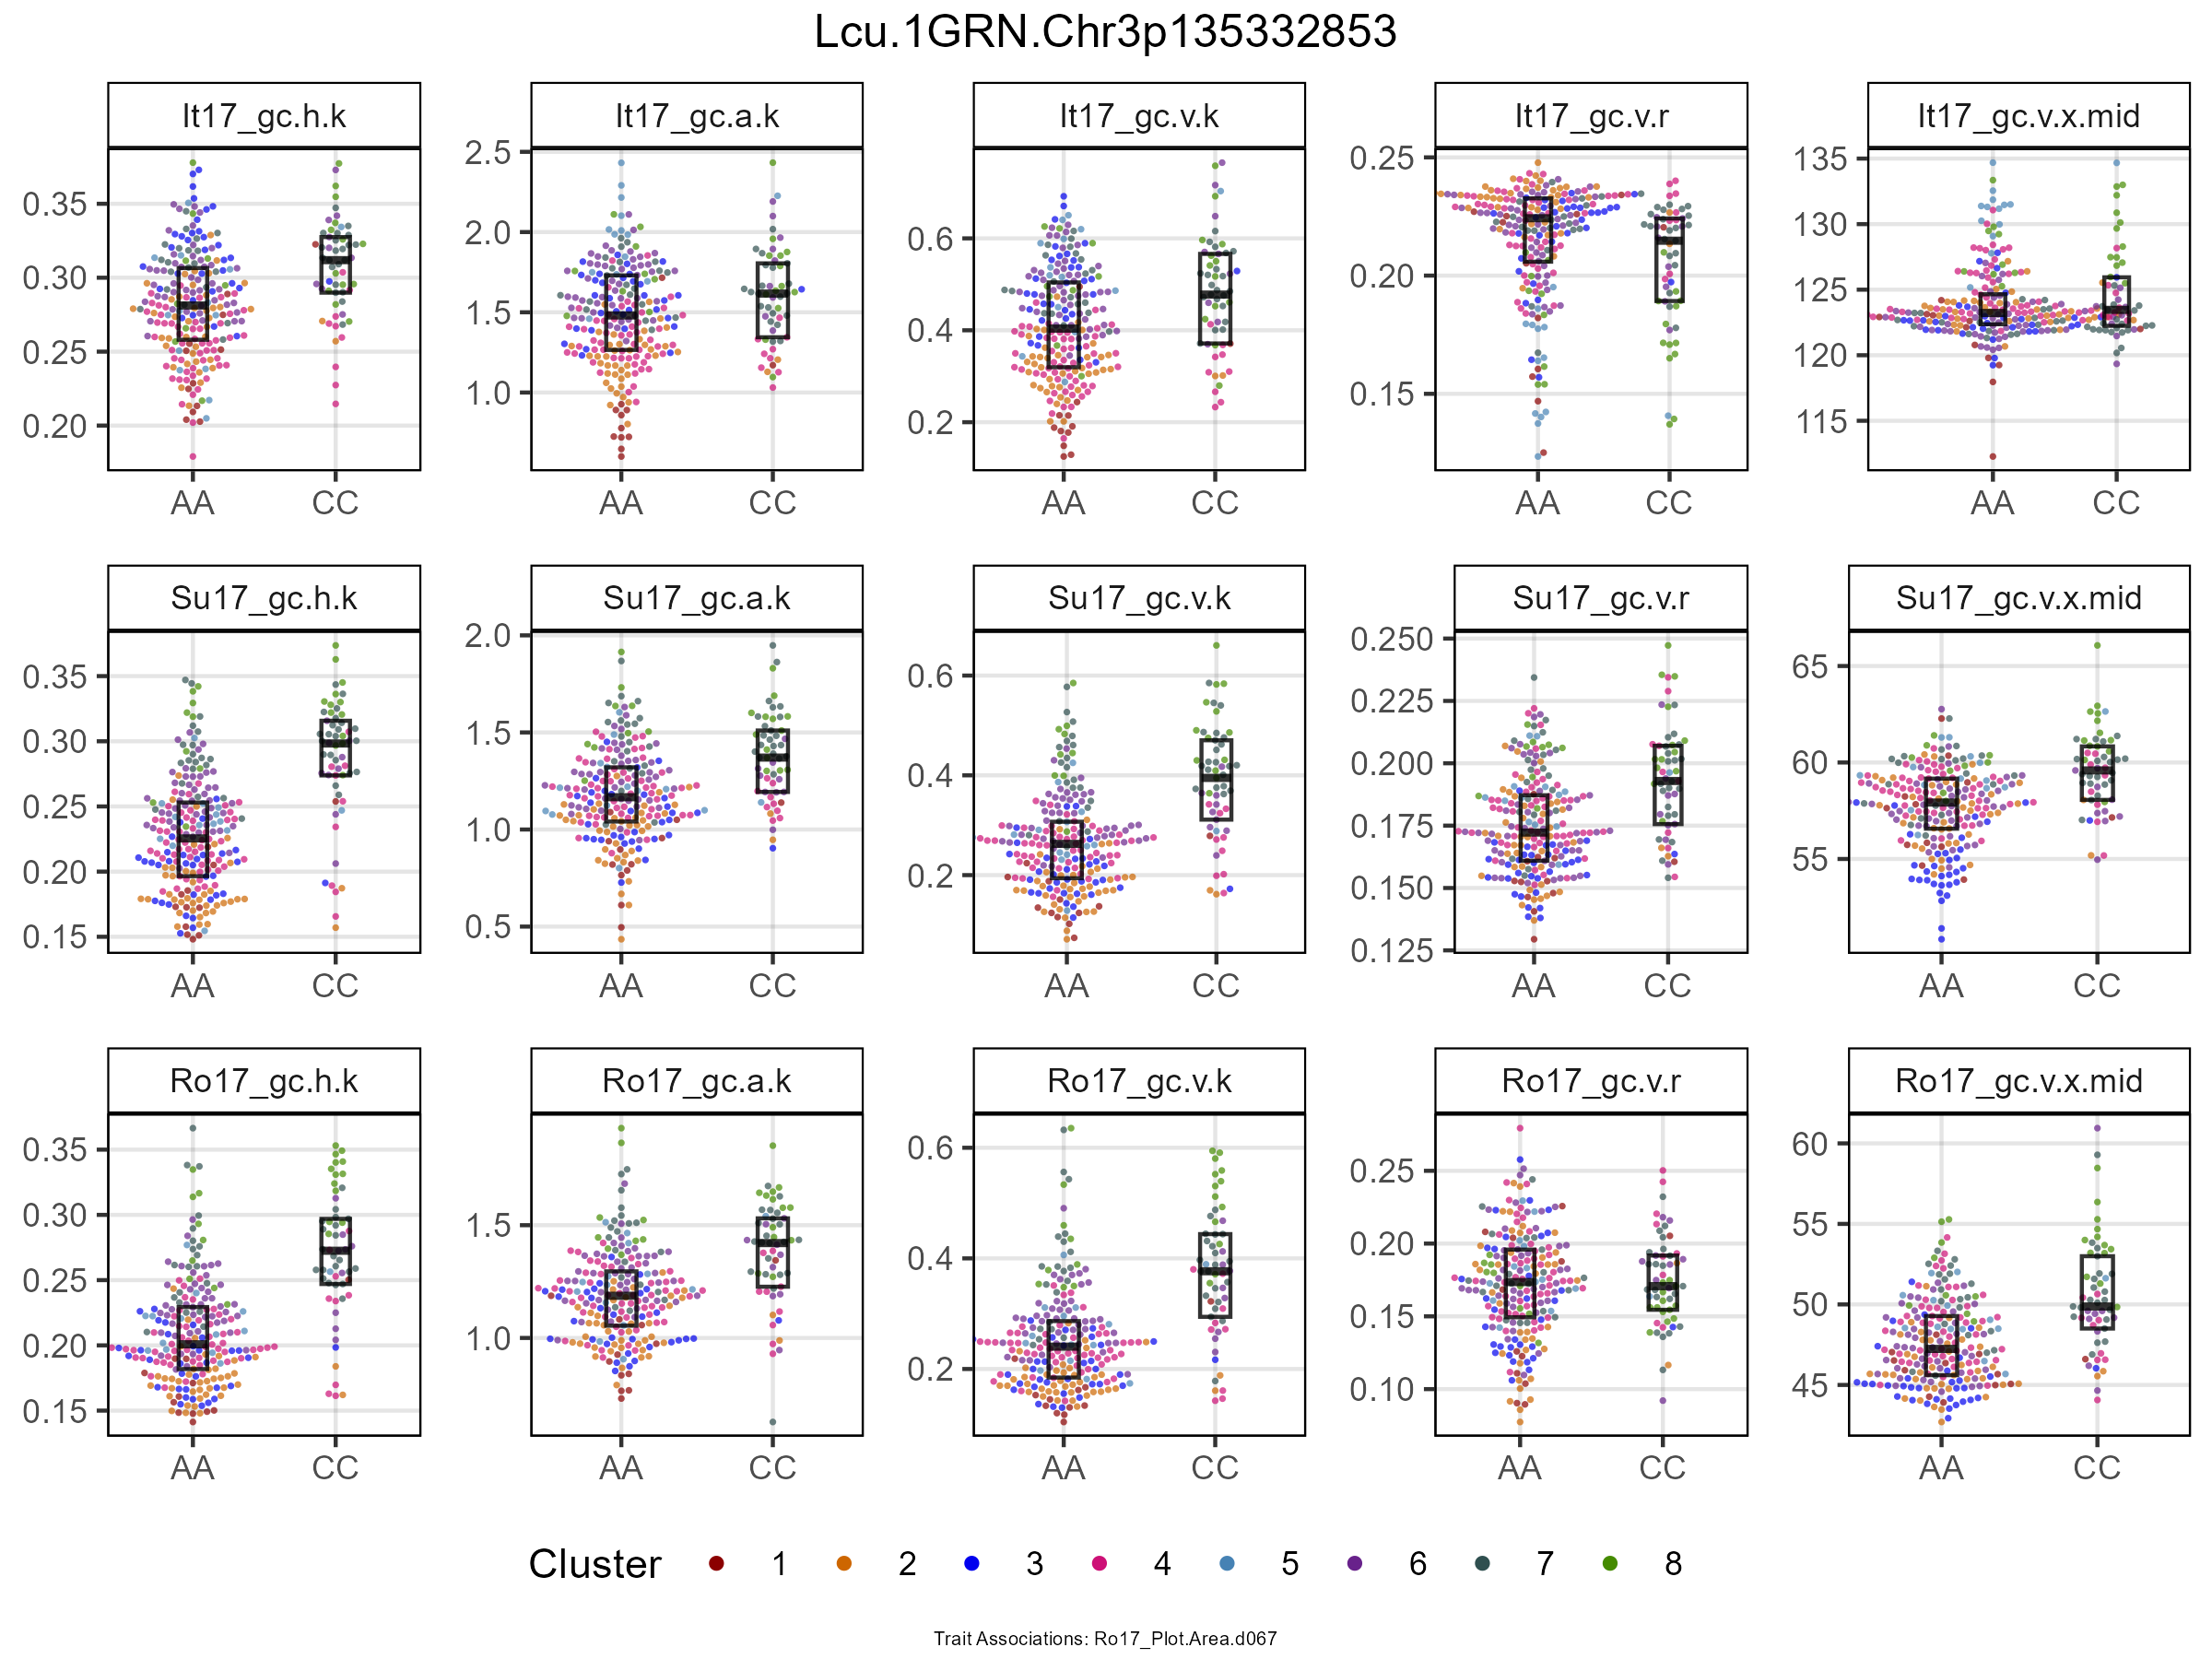 Lcu.1GRN.Chr3p135332853
It17_gc.h.k
It17_gc.a.k
It17_gc.v.k
It17_gc.v.r
It17_gc.v.x.mid
0.35
0.30
0.25
0.20
2.5
2.0
1.5
1.0
0.6
0.4
0.2
0.25
0.20
0.15
135
130
125
120
115
AA CC
AA CC
AA CC
AA CC
AA CC
Su17_gc.h.k
Su17_gc.a.k
Su17_gc.v.k
Su17_gc.v.r
Su17_gc.v.x.mid
0.35
0.30
0.25
0.20
0.15
2.0
1.5
1.0
0.5
0.6
0.4
0.2
0.250
0.225
0.200
0.175
0.150
0.125
65
60
55
AA CC
AA CC
AA CC
AA CC
AA CC
Ro17_gc.h.k
Ro17_gc.a.k
Ro17_gc.v.k
Ro17_gc.v.r
Ro17_gc.v.x.mid
0.35
0.30
0.25
0.20
0.15
1.5
1.0
0.6
0.4
0.2
0.25
0.20
0.15
0.10
60
55
50
45
AA CC
AA CC
AA CC
AA CC
AA CC
Cluster 1 2 3 4 5 6 7 8
Trait Associations: Ro17_Plot.Area.d067